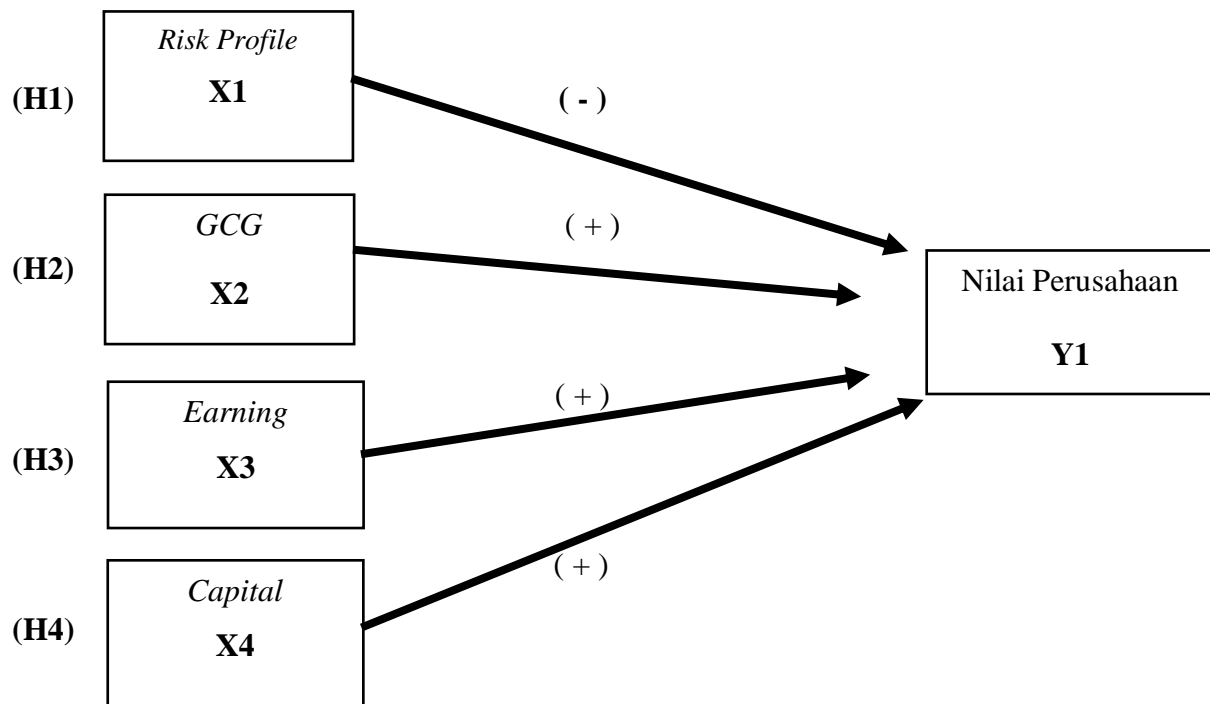 Risk Profile
X1
(H1)
( - )
GCG
X2
(H2)
( + )
Nilai Perusahaan
Y1
Earning
X3
(H3)
( + )
Capital
X4
(H4)
( + )